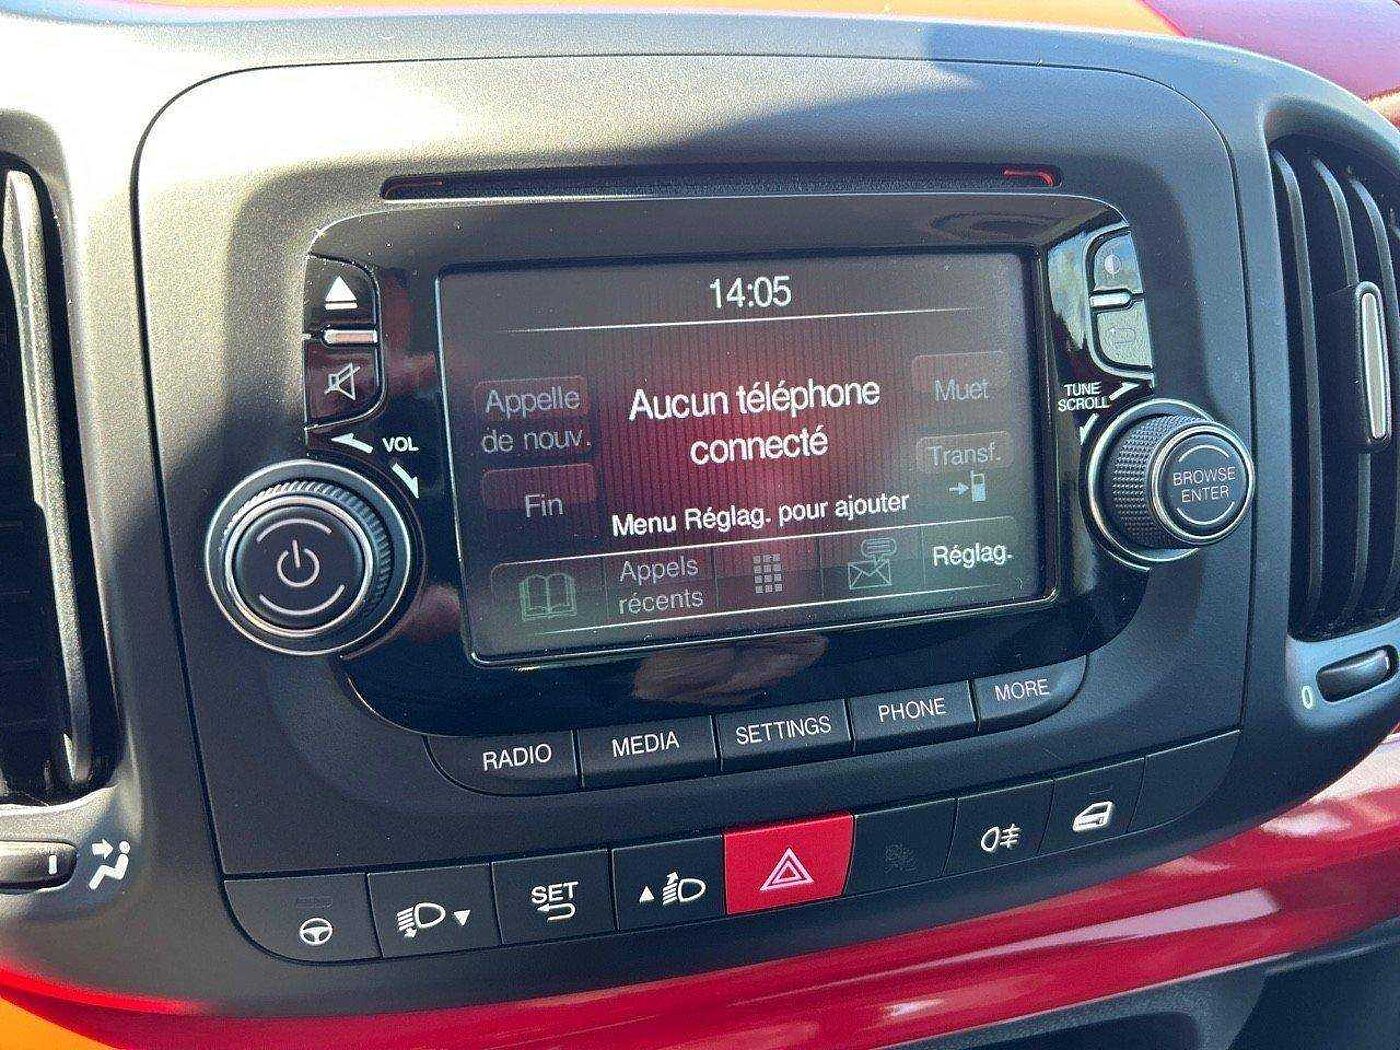 14:05
Appelle
de nouv.
Aucun téléphone
connecté
Muet
Transf.
Fin
Menu Réglag. pour ajouter
Appels
récents
Réglag.
VOL
TUNE
SCROLL
BROWSE
ENTER
RADIO
MEDIA
SETTINGS
PHONE
MORE
SET
0